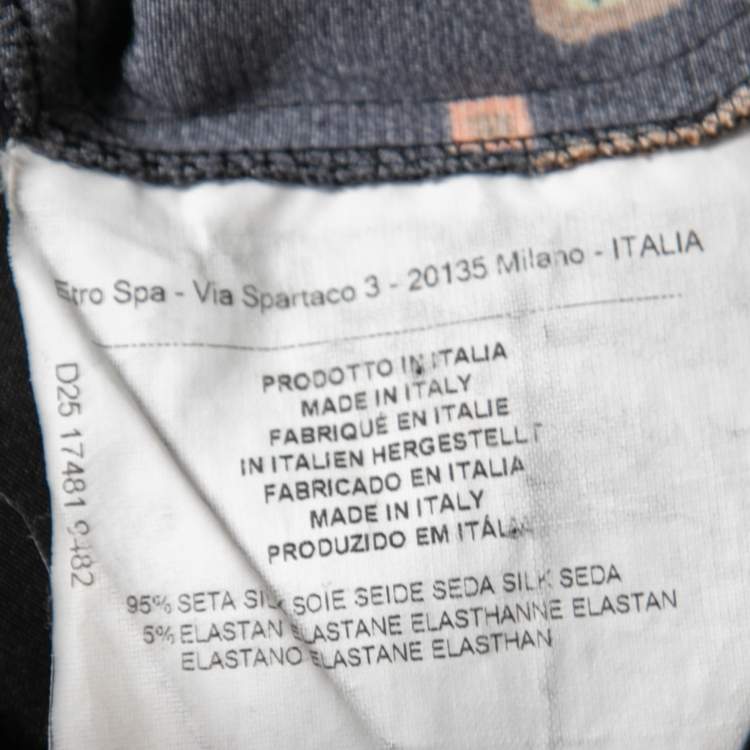 Etro Spa - Via Spartaco 3 - 20135 Milano - ITALIA
PRODOTTO IN ITALIA
MADE IN ITALY
FABRIQUÉ EN ITALIE
IN ITALIEN HERGESTELLT
FABRICADO EN ITALIA
MADE IN ITALY
PRODUZIDO EM
95% SETA SILK SOIE SEIDE SEDA SILK SEDA
5% ELASTAN ELASTANE ELASTHANNE ELASTAN
ELASTANO ELASTANE ELASTHAN
D25 17481 9482